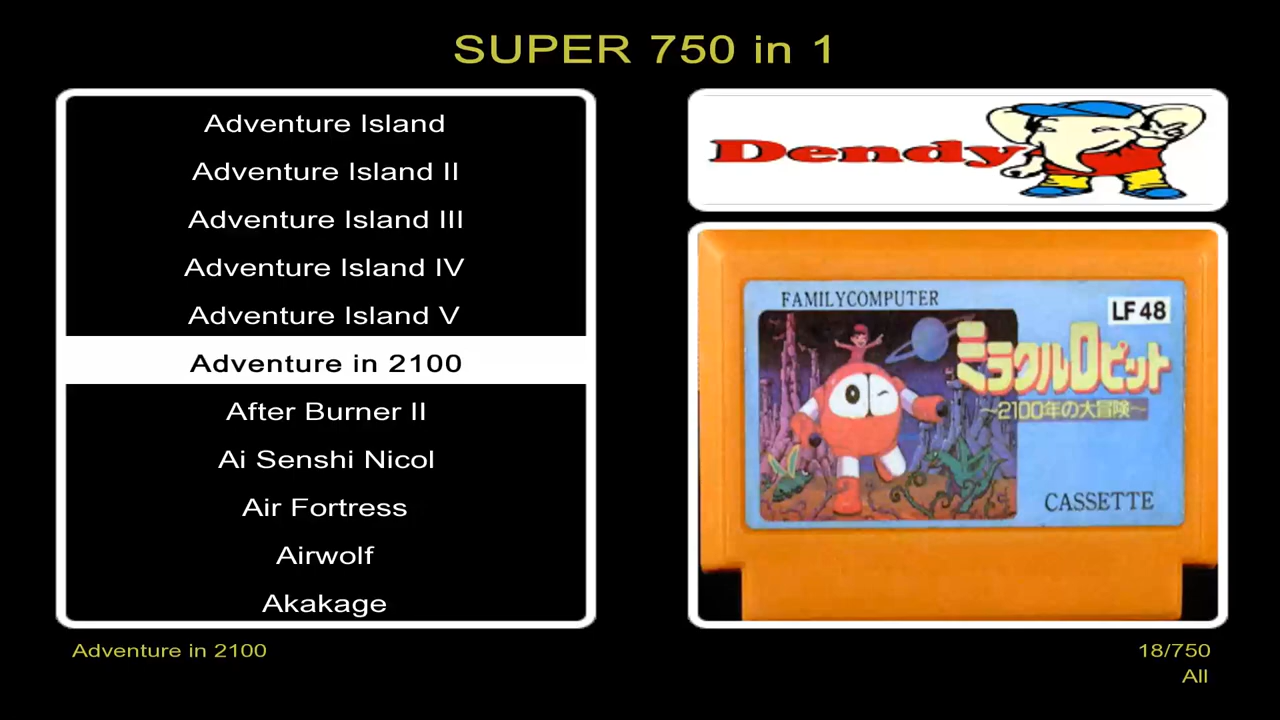 SUPER 750 in 1
Adventure Island
Adventure Island II
Adventure Island III
Adventure Island IV
Adventure Island V
Adventure in 2100
After Burner II
Ai Senshi Nicol
Air Fortress
Airwolf
Akakage
Dendy
FAMILYCOMPUTER
LF 48
ミラクルロピット
～2100年の大冒険～
CASSETTE
Adventure in 2100
18/750
All